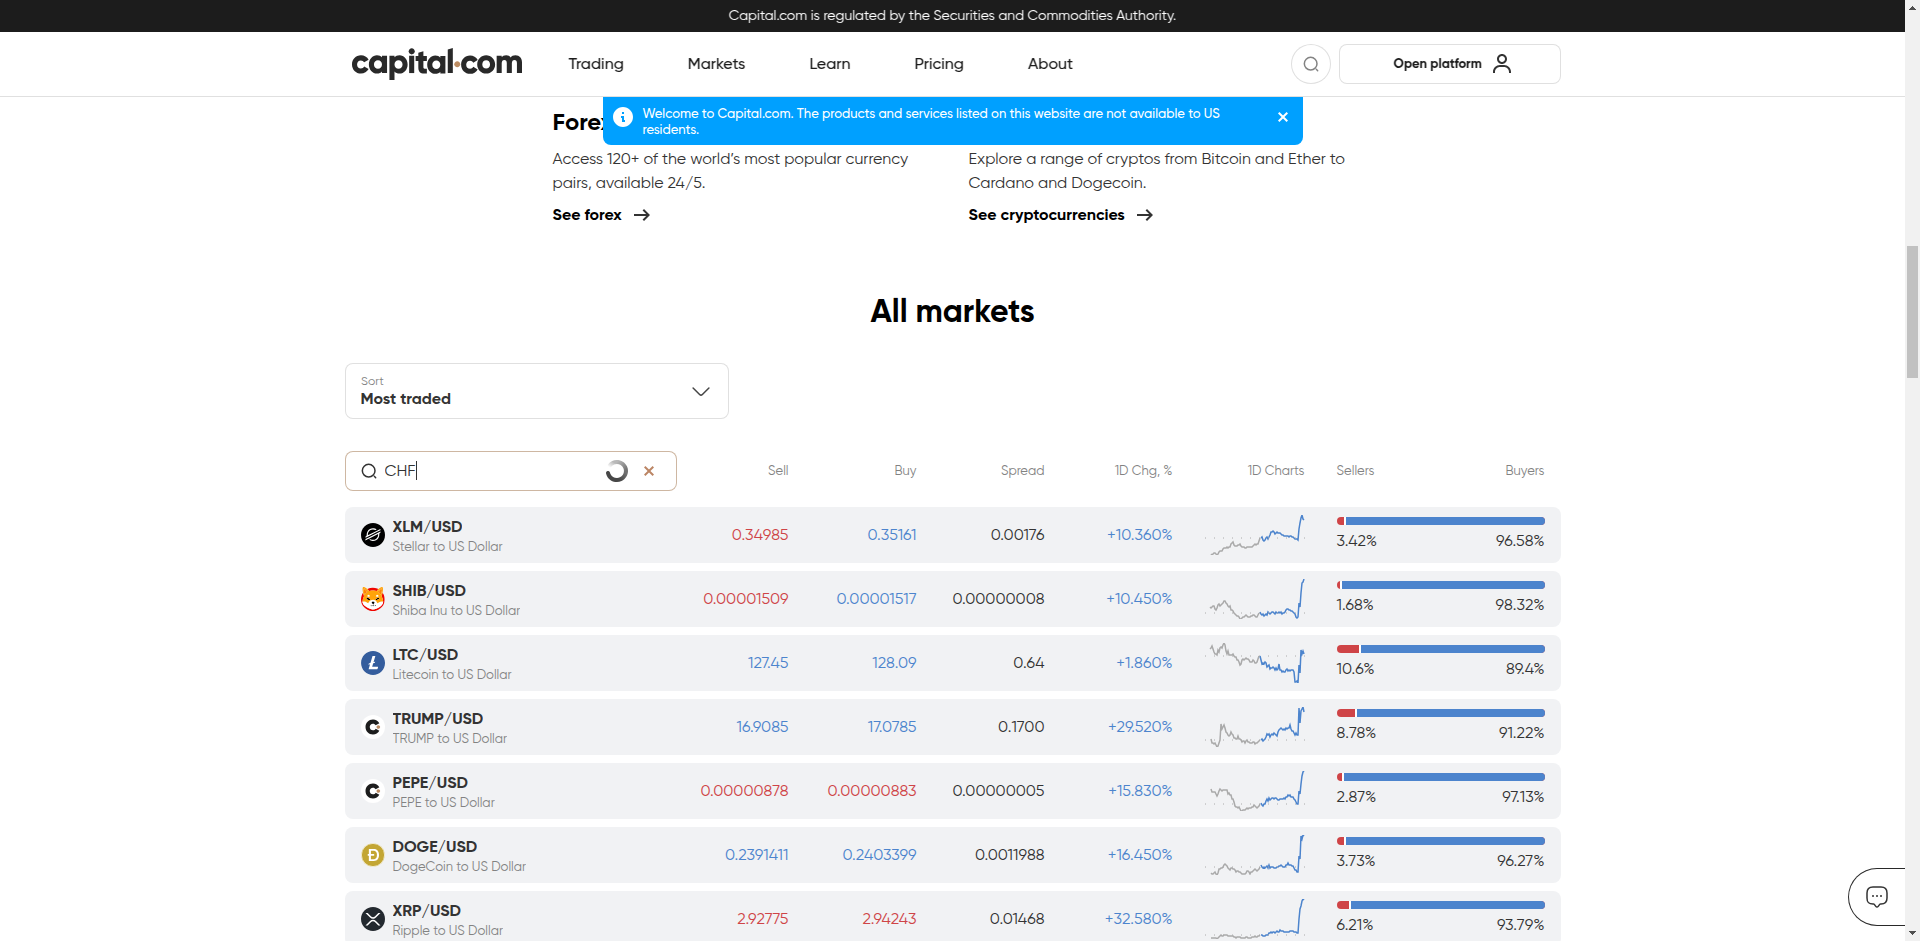 Capital.com is regulated by the Securities and Commodities Authority.
capital.com
Trading
Markets
Learn
Pricing
About
Open platform
Welcome to Capital.com. The products and services listed on this website are not available to US
residents.
Access 120+ of the world's most popular currency
pairs, available 24/5.
See forex
Explore a range of cryptos from Bitcoin and Ether to
Cardano and Dogecoin.
See cryptocurrencies
All markets
Sort
Most traded
CHF
Sell
Buy
Spread
1D Chg, %
1D Charts
Sellers
Buyers
XLM/USD
Stellar to US Dollar
0.34985
0.35161
0.00176
+10.360%
3.42%
96.58%
SHIB/USD
Shiba Inu to US Dollar
0.00001509
0.00001517
0.00000008
+10.450%
1.68%
98.32%
LTC/USD
Litecoin to US Dollar
127.45
128.09
0.64
+1.860%
10.6%
89.4%
TRUMP/USD
TRUMP to US Dollar
16.9085
17.0785
0.1700
+29.520%
8.78%
91.22%
PEPE/USD
PEPE to US Dollar
0.00000878
0.00000883
0.00000005
+15.830%
2.87%
97.13%
DOGE/USD
DogeCoin to US Dollar
0.2391411
0.2403399
0.0011988
+16.450%
3.73%
96.27%
XRP/USD
Ripple to US Dollar
2.92775
2.94243
0.01468
+32.580%
6.21%
93.79%